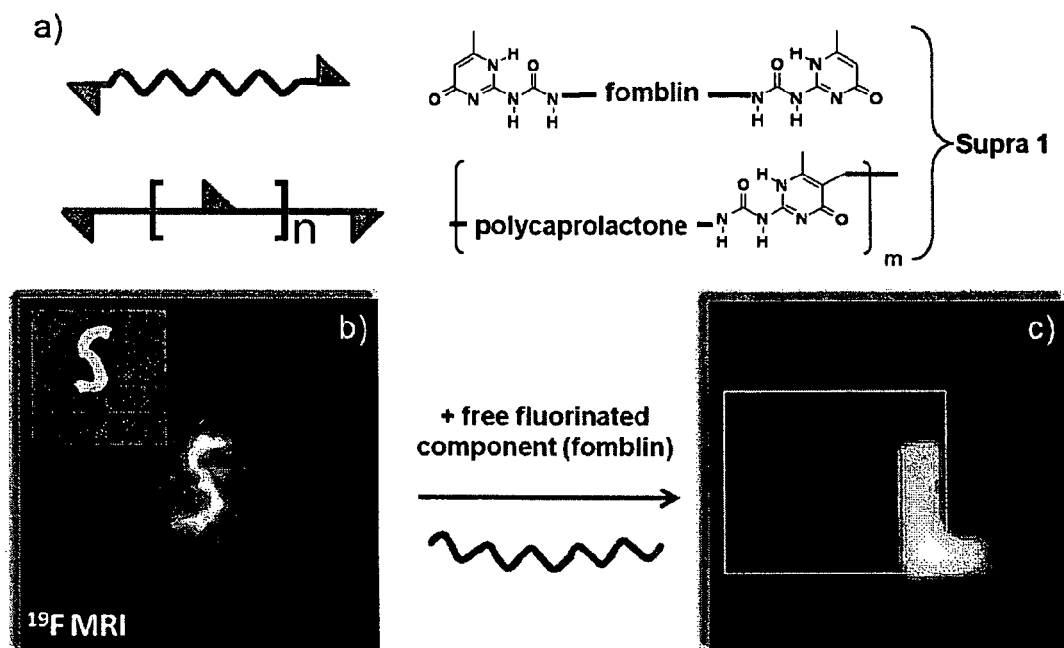 a)
H
N
O
O
N
N
N
H
H
fomblin
O
H
N
N
N
N
O
H
H
Supra 1
[ ]n
polycaprolactone
O
H
N
N
N
N
O
H
H
m
b)
c)
+ free fluorinated
component (fomblin)
19F MRI